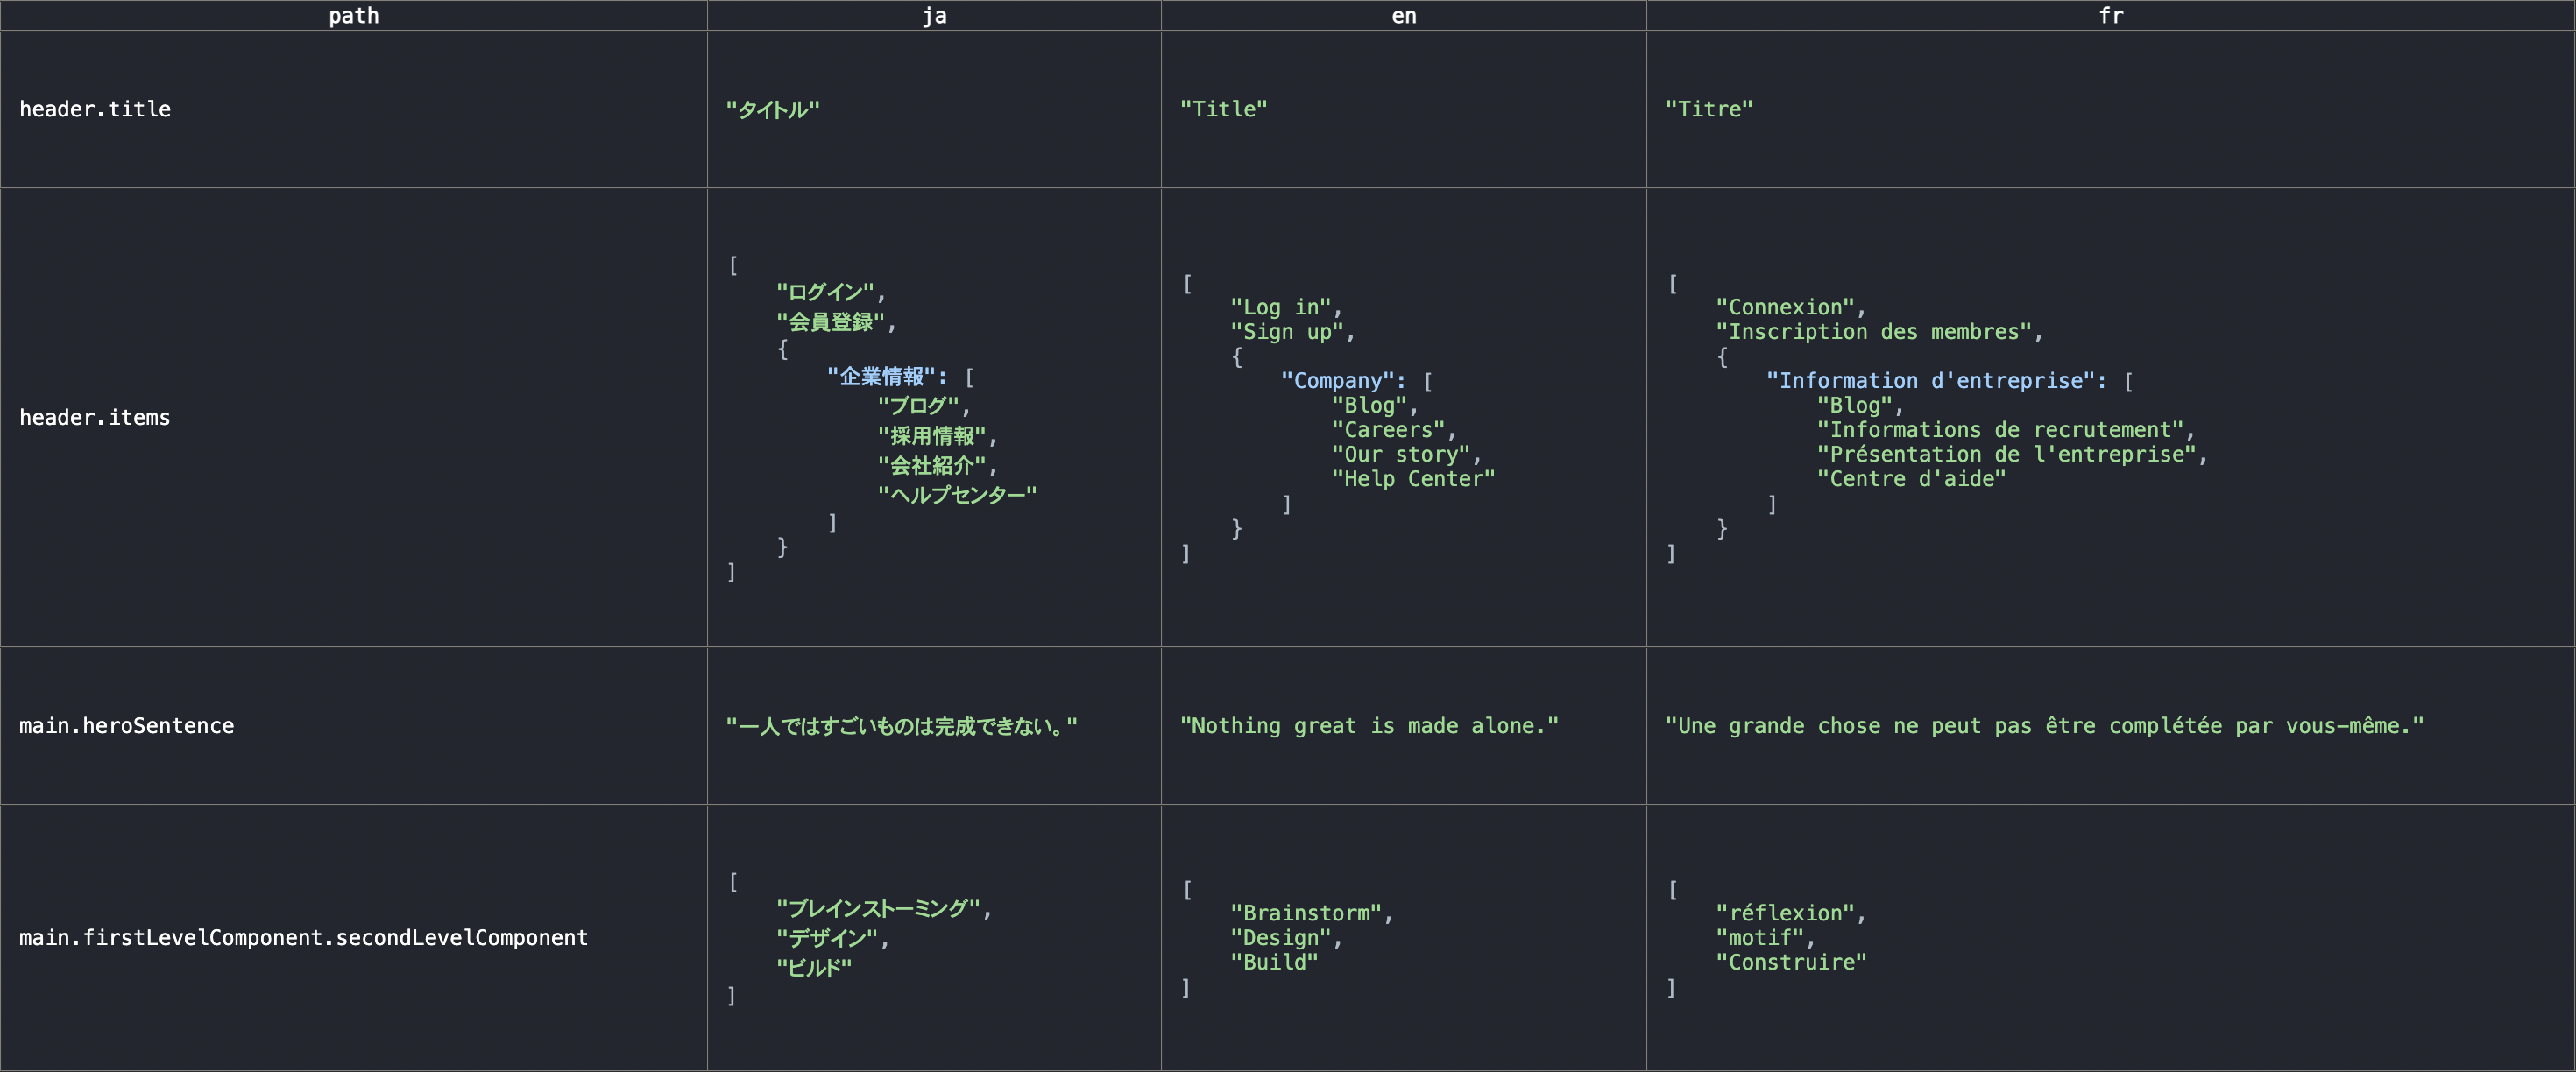 path ja en fr
header.title "タイトル" "Title" "Titre"
header.items
[
"ログイン",
"会員登録",
{
"企業情報": [
"ブログ",
"採用情報",
"会社紹介",
"ヘルプセンター"
]
}
]
[
"Log in",
"Sign up",
{
"Company": [
"Blog",
"Careers",
"Our story",
"Help Center"
]
}
]
[
"Connexion",
"Inscription des membres",
{
"Information d'entreprise": [
"Blog",
"Informations de recrutement",
"Présentation de l'entreprise",
"Centre d'aide"
]
}
]
main.heroSentence "一人ではすごいものは完成できない。" "Nothing great is made alone." "Une grande chose ne peut pas être complétée par vous-même."
main.firstLevelComponent.secondLevelComponent
[
"ブレインストーミング",
"デザイン",
"ビルド"
]
[
"Brainstorm",
"Design",
"Build"
]
[
"réflexion",
"motif",
"Construire"
]